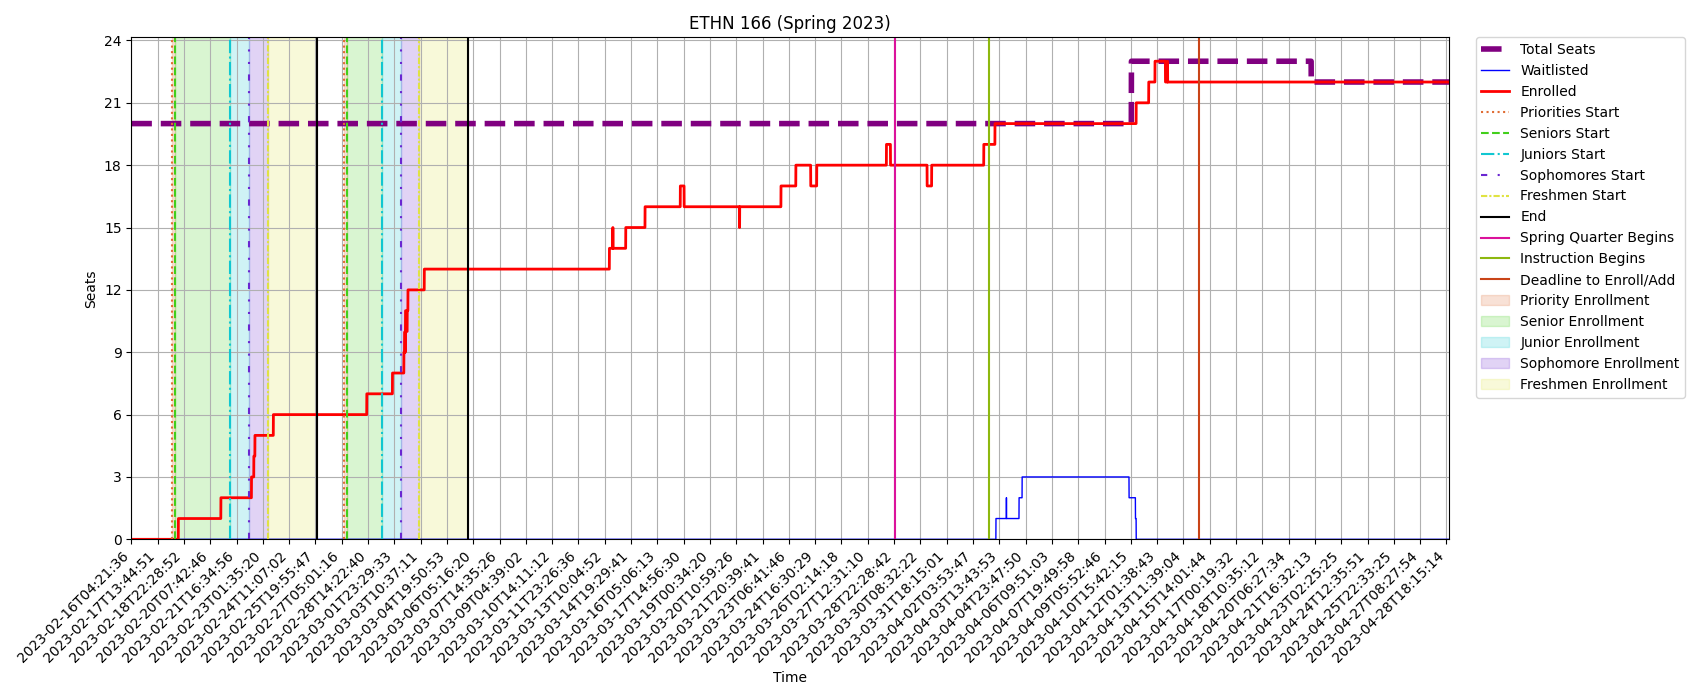 ETHN 166 (Spring 2023)
24
21
18
15
12
9
6
3
0
Seats
2023-02-16T04:21:36
2023-02-17T13:44:51
2023-02-18T22:28:52
2023-02-20T07:42:46
2023-02-21T16:34:56
2023-02-23T01:35:20
2023-02-24T11:07:02
2023-02-25T19:55:47
2023-02-27T05:01:16
2023-02-28T14:22:40
2023-03-01T23:29:33
2023-03-03T10:37:11
2023-03-04T19:50:53
2023-03-06T05:16:20
2023-03-07T14:35:26
2023-03-09T04:39:02
2023-03-10T14:11:12
2023-03-11T23:26:36
2023-03-13T10:04:52
2023-03-14T19:29:41
2023-03-16T05:06:13
2023-03-17T14:56:30
2023-03-19T00:34:20
2023-03-20T10:59:26
2023-03-21T20:39:41
2023-03-23T06:41:46
2023-03-24T16:30:29
2023-03-26T02:14:18
2023-03-27T12:31:10
2023-03-28T22:28:42
2023-03-30T08:32:22
2023-03-31T18:15:01
2023-04-02T03:53:47
2023-04-03T13:43:53
2023-04-04T23:47:50
2023-04-06T09:51:03
2023-04-07T19:49:58
2023-04-09T05:52:46
2023-04-10T15:42:15
2023-04-12T01:38:43
2023-04-13T11:39:04
2023-04-15T14:01:44
2023-04-17T00:19:32
2023-04-18T10:35:12
2023-04-20T06:27:34
2023-04-21T16:32:13
2023-04-23T02:25:25
2023-04-24T12:35:51
2023-04-25T22:33:25
2023-04-27T08:27:54
2023-04-28T18:15:14
Time
Total Seats
Waitlisted
Enrolled
Priorities Start
Seniors Start
Juniors Start
Sophomores Start
Freshmen Start
End
Spring Quarter Begins
Instruction Begins
Deadline to Enroll/Add
Priority Enrollment
Senior Enrollment
Junior Enrollment
Sophomore Enrollment
Freshmen Enrollment